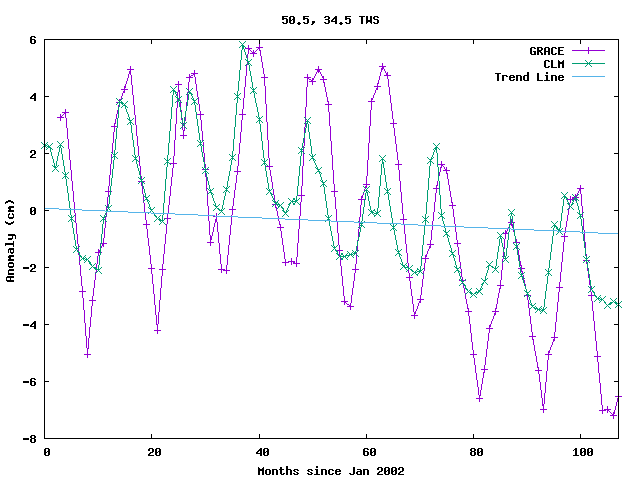 50.5, 34.5 TWS
GRACE
CLM
Trend Line
6
4
2
0
-2
-4
-6
-8
Anomaly (cm)
0 20 40 60 80 100
Months since Jan 2002